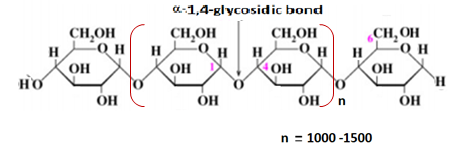 α-1,4-glycosidic bond
CH₂OH CH₂OH CH₂OH 6 CH₂OH
H O H H O H H O H H O H
HO OH O OH 1 O 4 OH O OH H
OH OH OH n OH
n = 1000 -1500